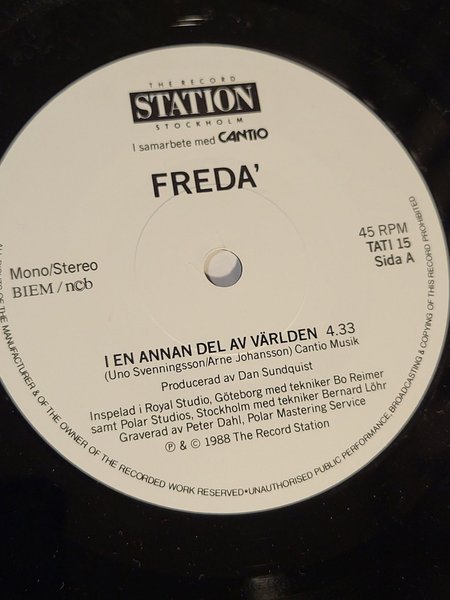 THE RECORD
STATION
STOCKHOLM
I samarbete med CANTIO
FREDA'
Mono/Stereo
BIEM / ncb
45 RPM
TATI 15
Sida A
I EN ANNAN DEL AV VÄRLDEN 4.33
(Uno Svenningsson/Arne Johansson) Cantio Musik
Producerad av Dan Sundquist
Inspelad i Royal Studio, Göteborg med tekniker Bo Reimer
samt Polar Studios, Stockholm med tekniker Bernard Löhr
Graverad av Peter Dahl, Polar Mastering Service
℗ & © 1988 The Record Station
OF THE MANUFACTURER & OF THE OWNER OF THE RECORDED WORK RESERVED•UNAUTHORISED PUBLIC PERFORMANCE, BROADCASTING & COPYING OF THIS RECORD PROHIBITED